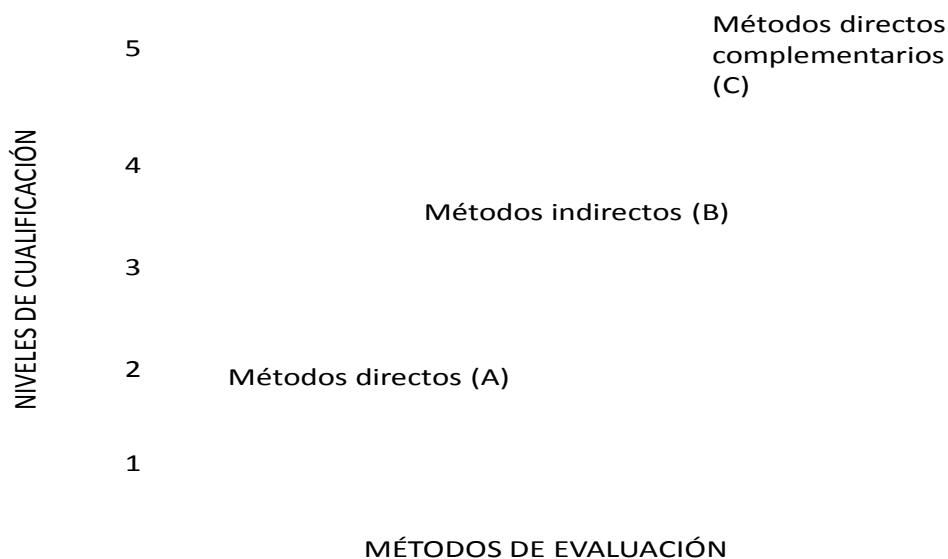 Métodos directos
complementarios
(C)
5
4
Métodos indirectos (B)
3
2
Métodos directos (A)
1
NIVELES DE CUALIFICACIÓN
MÉTODOS DE EVALUACIÓN